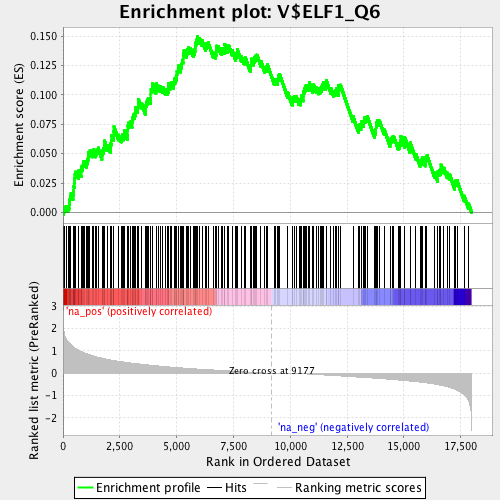 Enrichment plot: V$ELF1_Q6
Enrichment score (ES)
0.150
0.125
0.100
0.075
0.050
0.025
0.000
Ranked list metric (PreRanked)
3
2
1
0
-1
-2
'na_pos' (positively correlated)
Zero cross at 9177
'na_neg' (negatively correlated)
0
2,500
5,000
7,500
10,000
12,500
15,000
17,500
Rank in Ordered Dataset
Enrichment profile
Hits
Ranking metric scores